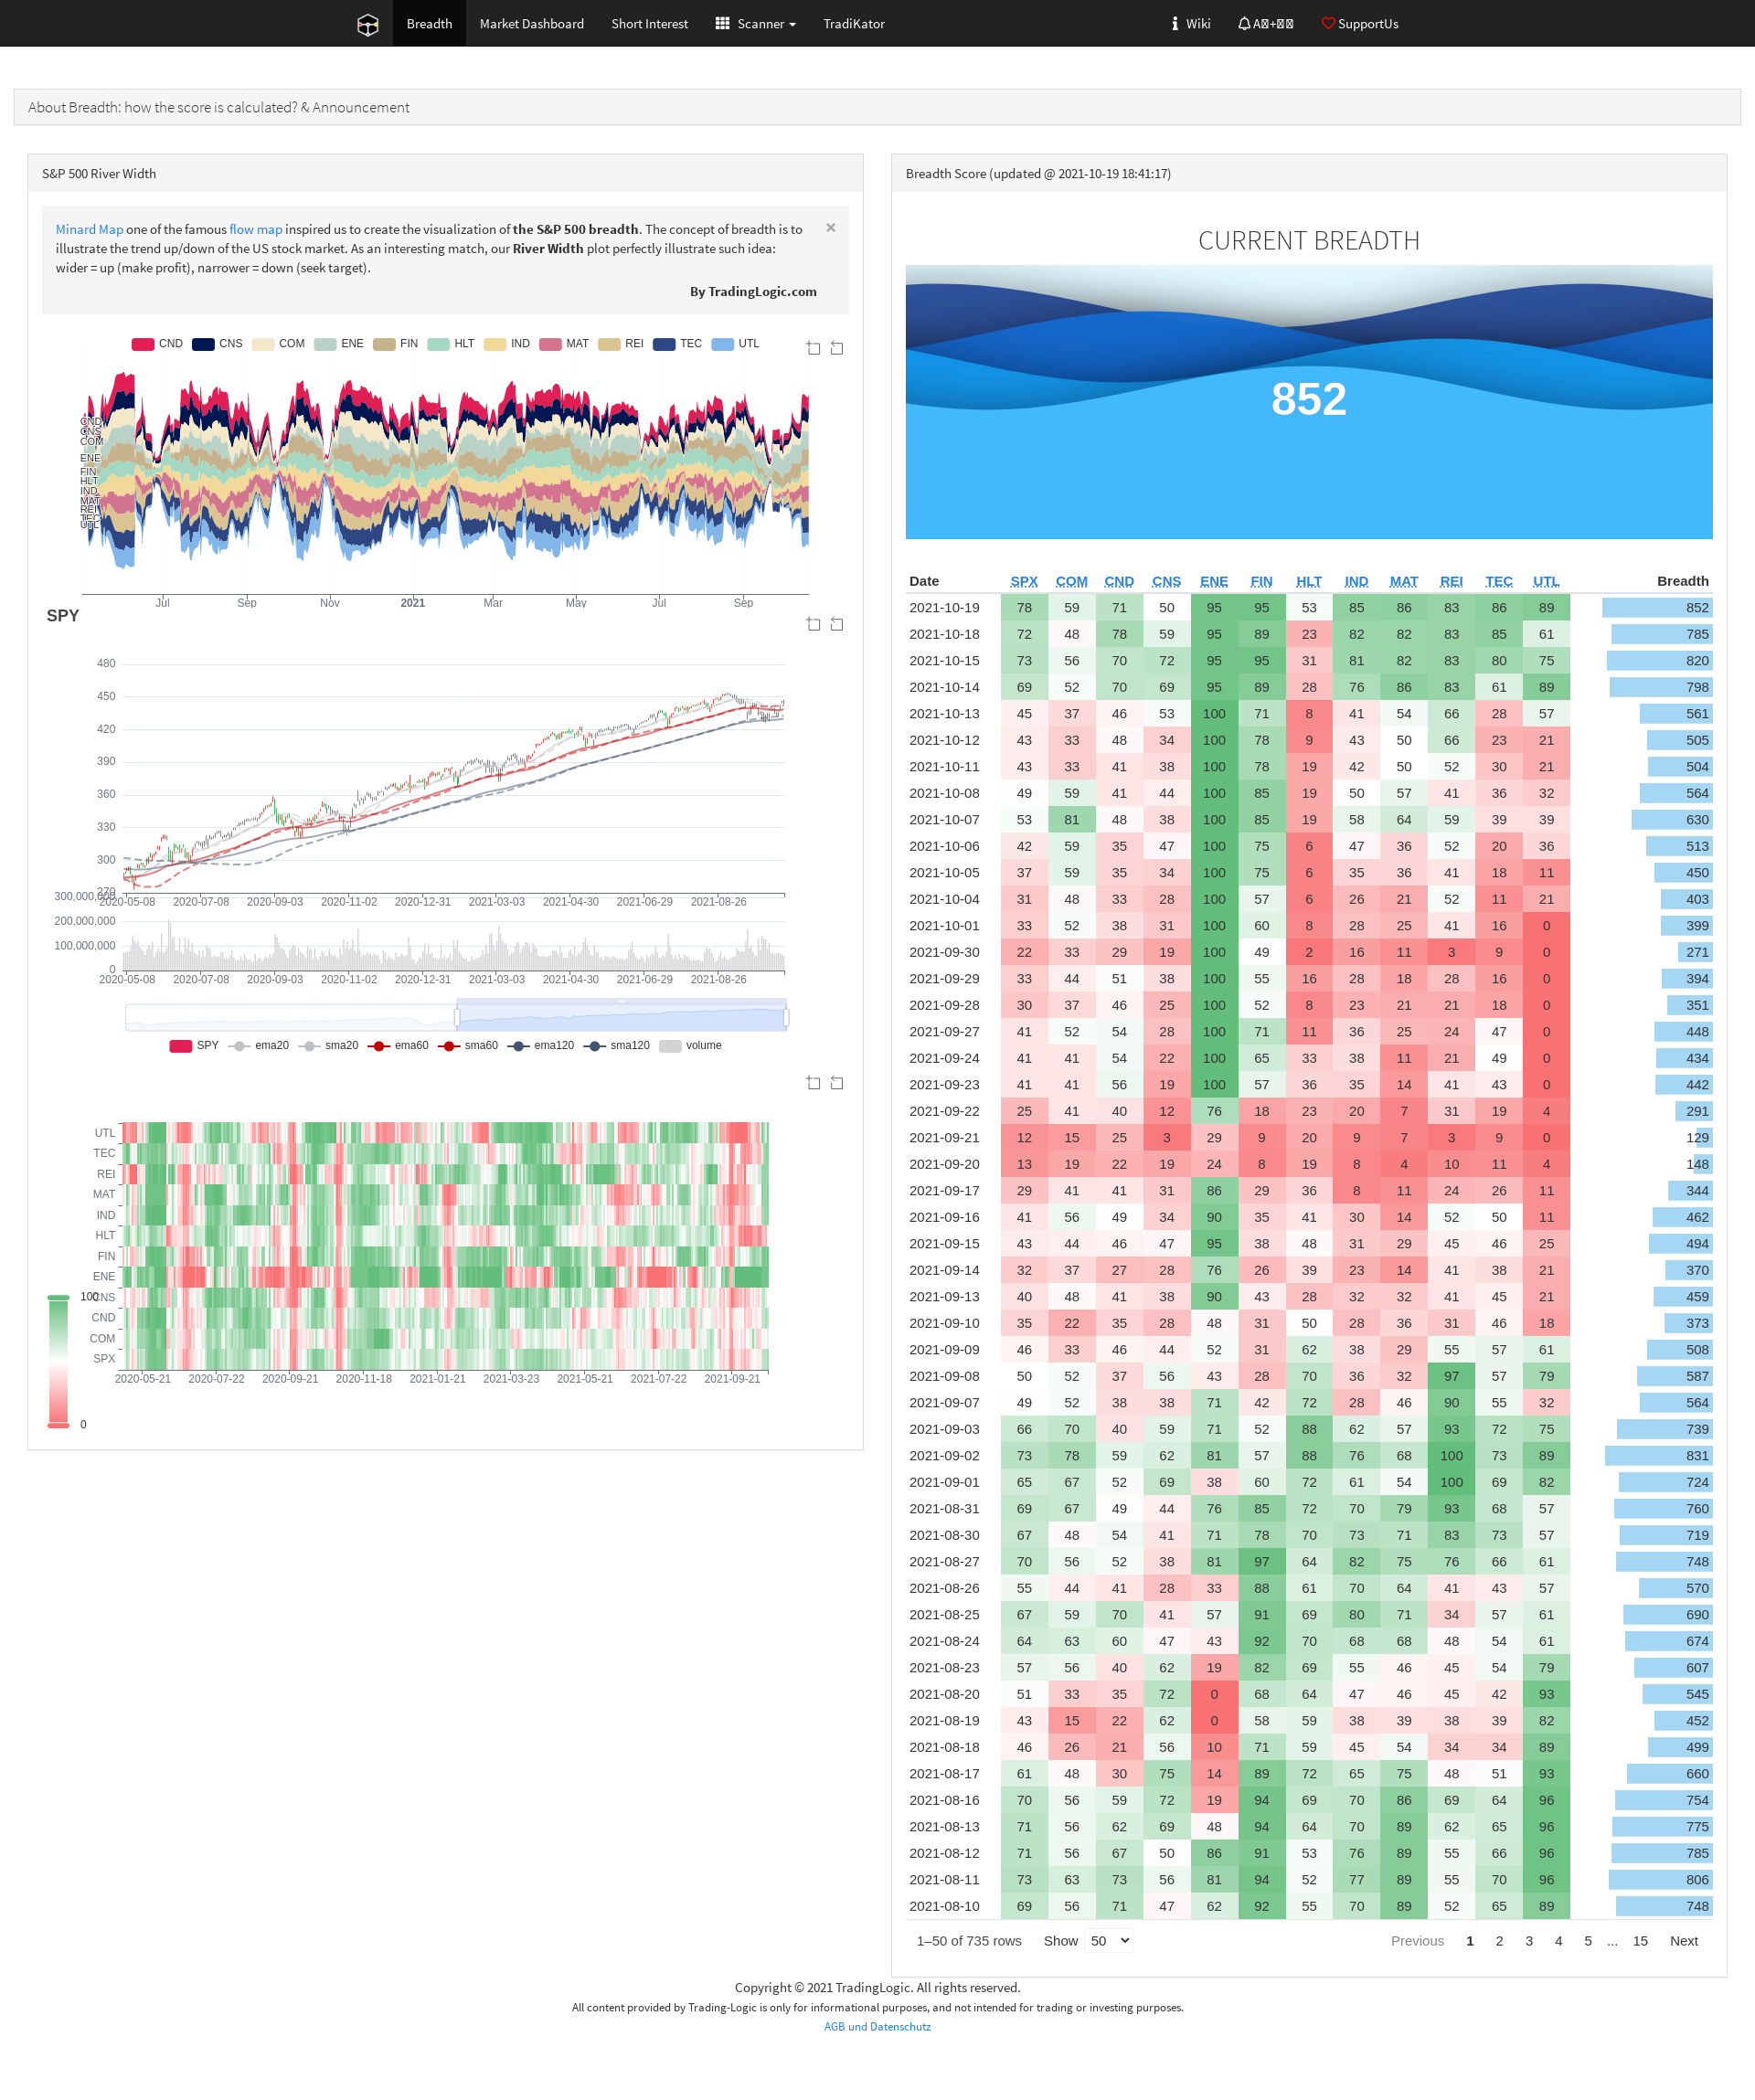 Breadth Market Dashboard Short Interest Scanner TradiKator Wiki SupportUs
About Breadth: how the score is calculated? & Announcement
S&P 500 River Width
Minard Map one of the famous flow map inspired us to create the visualization of the S&P 500 breadth. The concept of breadth is to
illustrate the trend up/down of the US stock market. As an interesting match, our River Width plot perfectly illustrate such idea:
wider = up (make profit), narrower = down (seek target).
By TradingLogic.com
CND CNS COM ENE FIN HLT IND MAT REI TEC UTL
CND
CNS
COM
ENE
FIN
HLT
IND
MAT
REI
TEC
UTL
Jul Sep Nov 2021 Mar May Jul Sep
SPY
480
450
420
390
360
330
300
270
2020-05-08 2020-07-08 2020-09-03 2020-11-02 2020-12-31 2021-03-03 2021-04-30 2021-06-29 2021-08-26
300,000,000
200,000,000
100,000,000
0
2020-05-08 2020-07-08 2020-09-03 2020-11-02 2020-12-31 2021-03-03 2021-04-30 2021-06-29 2021-08-26
SPY ema20 sma20 ema60 sma60 ema120 sma120 volume
UTL
TEC
REI
MAT
IND
HLT
FIN
ENE
CNS
CND
COM
SPX
2020-05-21 2020-07-22 2020-09-21 2020-11-18 2021-01-21 2021-03-23 2021-05-21 2021-07-22 2021-09-21
100
0
Breadth Score (updated @ 2021-10-19 18:41:17)
CURRENT BREADTH
852
Date SPX COM CND CNS ENE FIN HLT IND MAT REI TEC UTL Breadth
2021-10-19 78 59 71 50 95 95 53 85 86 83 86 89 852
2021-10-18 72 48 78 59 95 89 23 82 82 83 85 61 785
2021-10-15 73 56 70 72 95 95 31 81 82 83 80 75 820
2021-10-14 69 52 70 69 95 89 28 76 86 83 61 89 798
2021-10-13 45 37 46 53 100 71 8 41 54 66 28 57 561
2021-10-12 43 33 48 34 100 78 9 43 50 66 23 21 505
2021-10-11 43 33 41 38 100 78 19 42 50 52 30 21 504
2021-10-08 49 59 41 44 100 85 19 50 57 41 36 32 564
2021-10-07 53 81 48 38 100 85 19 58 64 59 39 39 630
2021-10-06 42 59 35 47 100 75 6 47 36 52 20 36 513
2021-10-05 37 59 35 34 100 75 6 35 36 41 18 11 450
2021-10-04 31 48 33 28 100 57 6 26 21 52 11 21 403
2021-10-01 33 52 38 31 100 60 8 28 25 41 16 0 399
2021-09-30 22 33 29 19 100 49 2 16 11 3 9 0 271
2021-09-29 33 44 51 38 100 55 16 28 18 28 16 0 394
2021-09-28 30 37 46 25 100 52 8 23 21 21 18 0 351
2021-09-27 41 52 54 28 100 71 11 36 25 24 47 0 448
2021-09-24 41 41 54 22 100 65 33 38 11 21 49 0 434
2021-09-23 41 41 56 19 100 57 36 35 14 41 43 0 442
2021-09-22 25 41 40 12 76 18 23 20 7 31 19 4 291
2021-09-21 12 15 25 3 29 9 20 9 7 3 9 0 129
2021-09-20 13 19 22 19 24 8 19 8 4 10 11 4 148
2021-09-17 29 41 41 31 86 29 36 8 11 24 26 11 344
2021-09-16 41 56 49 34 90 35 41 30 14 52 50 11 462
2021-09-15 43 44 46 47 95 38 48 31 29 45 46 25 494
2021-09-14 32 37 27 28 76 26 39 23 14 41 38 21 370
2021-09-13 40 48 41 38 90 43 28 32 32 41 45 21 459
2021-09-10 35 22 35 28 48 31 50 28 36 31 46 18 373
2021-09-09 46 33 46 44 52 31 62 38 29 55 57 61 508
2021-09-08 50 52 37 56 43 28 70 36 32 97 57 79 587
2021-09-07 49 52 38 38 71 42 72 28 46 90 55 32 564
2021-09-03 66 70 40 59 71 52 88 62 57 93 72 75 739
2021-09-02 73 78 59 62 81 57 88 76 68 100 73 89 831
2021-09-01 65 67 52 69 38 60 72 61 54 100 69 82 724
2021-08-31 69 67 49 44 76 85 72 70 79 93 68 57 760
2021-08-30 67 48 54 41 71 78 70 73 71 83 73 57 719
2021-08-27 70 56 52 38 81 97 64 82 75 76 66 61 748
2021-08-26 55 44 41 28 33 88 61 70 64 41 43 57 570
2021-08-25 67 59 70 41 57 91 69 80 71 34 57 61 690
2021-08-24 64 63 60 47 43 92 70 68 68 48 54 61 674
2021-08-23 57 56 40 62 19 82 69 55 46 45 54 79 607
2021-08-20 51 33 35 72 0 68 64 47 46 45 42 93 545
2021-08-19 43 15 22 62 0 58 59 38 39 38 39 82 452
2021-08-18 46 26 21 56 10 71 59 45 54 34 34 89 499
2021-08-17 61 48 30 75 14 89 72 65 75 48 51 93 660
2021-08-16 70 56 59 72 19 94 69 70 86 69 64 96 754
2021-08-13 71 56 62 69 48 94 64 70 89 62 65 96 775
2021-08-12 71 56 67 50 86 91 53 76 89 55 66 96 785
2021-08-11 73 63 73 56 81 94 52 77 89 55 70 96 806
2021-08-10 69 56 71 47 62 92 55 70 89 52 65 89 748
1–50 of 735 rows Show 50 Previous 1 2 3 4 5 ... 15 Next
Copyright © 2021 TradingLogic. All rights reserved.
All content provided by Trading-Logic is only for informational purposes, and not intended for trading or investing purposes.
AGB und Datenschutz